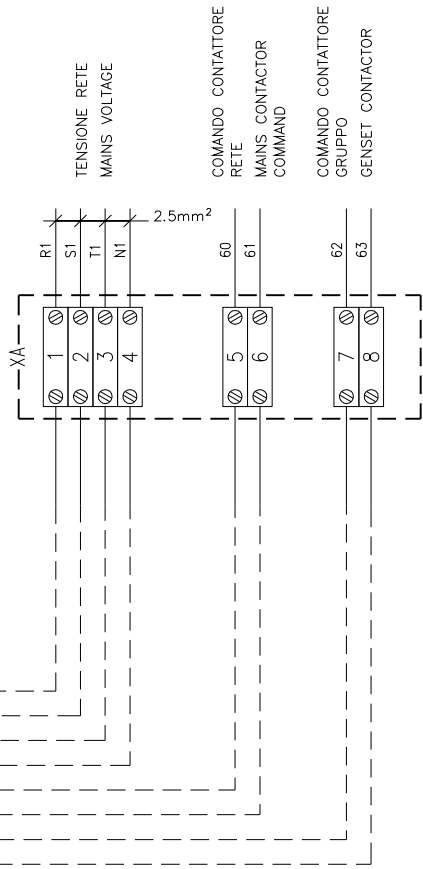 TENSIONE RETE
MAINS VOLTAGE
COMANDO CONTATTORE
RETE
MAINS CONTACTOR
COMMAND
COMANDO CONTATTORE
GRUPPO
GENSET CONTACTOR
2.5mm²
R1
S1
T1
N1
60
61
62
63
XA
1
2
3
4
5
6
7
8